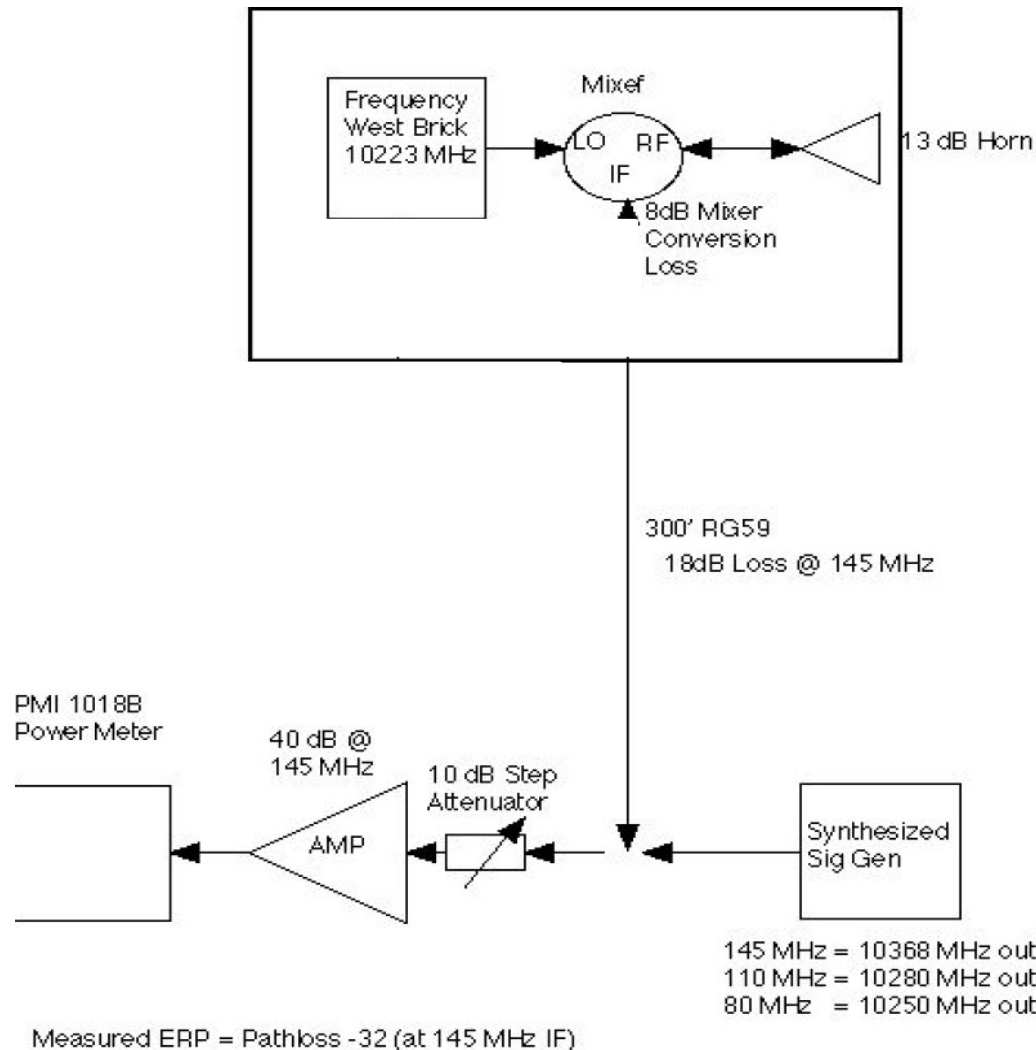 Mixef
Frequency
West Brick
10223 MHz
LO
RF
IF
13 dB Horn
8dB Mixer
Conversion
Loss
300' RG59
18dB Loss @ 145 MHz
PMI 1018B
Power Meter
40 dB @
145 MHz
10 dB Step
Attenuator
AMP
Synthesized
Sig Gen
145 MHz = 10368 MHz out
110 MHz = 10280 MHz out
80 MHz = 10250 MHz out
Measured ERP = Pathloss -32 (at 145 MHz IF)